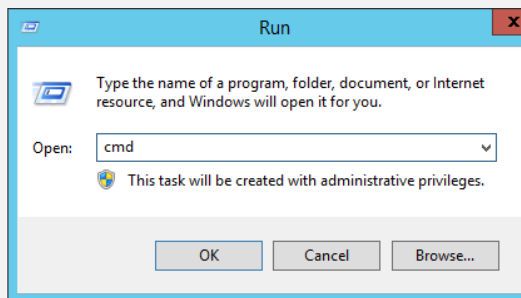 Run
x
Type the name of a program, folder, document, or Internet
resource, and Windows will open it for you.
Open: cmd
This task will be created with administrative privileges.
OK Cancel Browse...